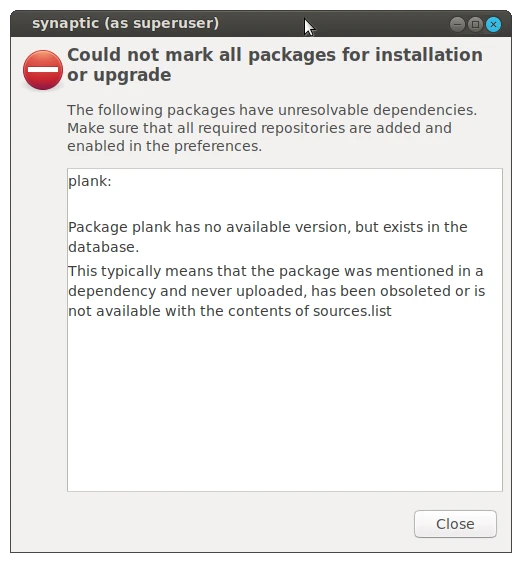 synaptic (as superuser)
Could not mark all packages for installation
or upgrade
The following packages have unresolvable dependencies.
Make sure that all required repositories are added and
enabled in the preferences.
plank:
Package plank has no available version, but exists in the
database.
This typically means that the package was mentioned in a
dependency and never uploaded, has been obsoleted or is
not available with the contents of sources.list
Close